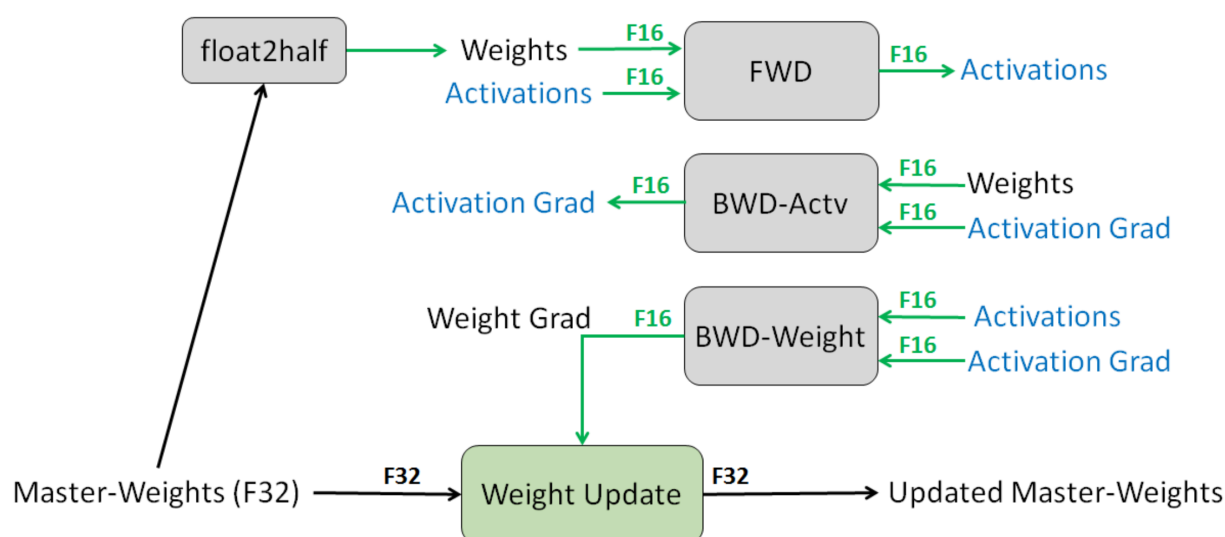 float2half
Weights
F16
FWD
F16
Activations
Activations
F16
Activation Grad
F16
BWD-Actv
F16
Weights
F16
Activation Grad
Weight Grad
F16
BWD-Weight
F16
Activations
F16
Activation Grad
Master-Weights (F32)
F32
Weight Update
F32
Updated Master-Weights